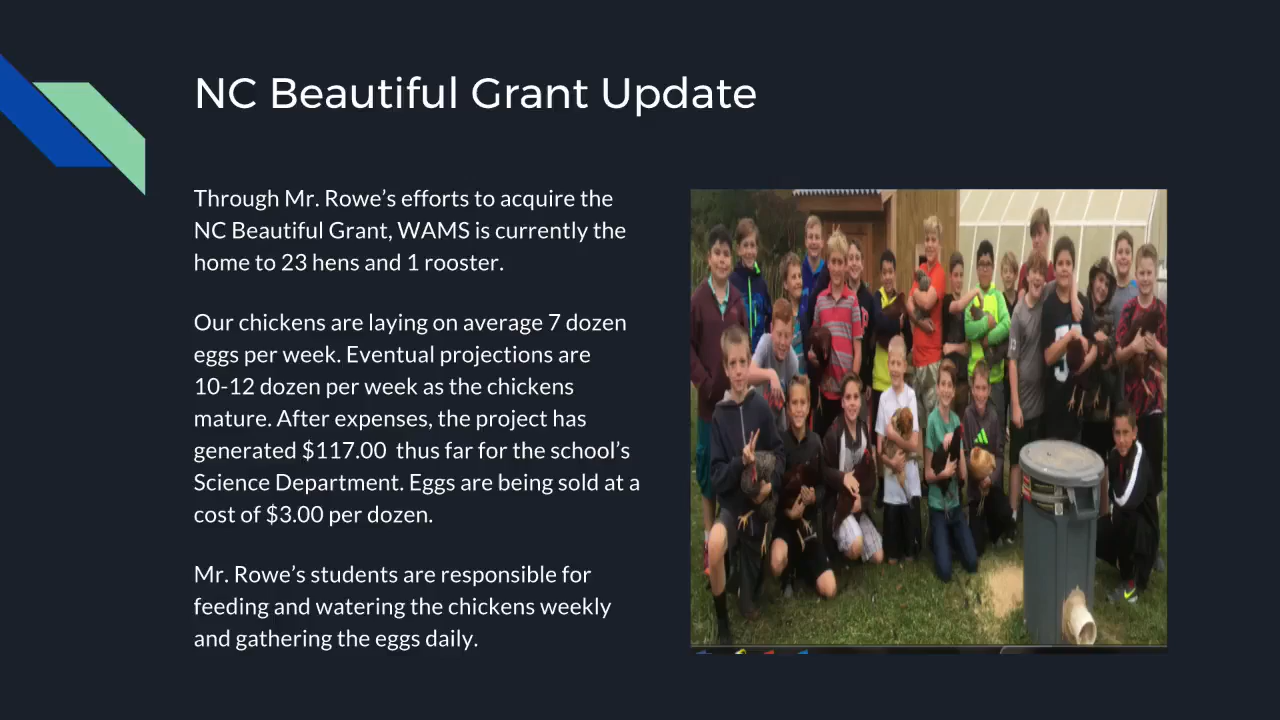 NC Beautiful Grant Update
Through Mr. Rowe’s efforts to acquire the
NC Beautiful Grant, WAMS is currently the
home to 23 hens and 1 rooster.
Our chickens are laying on average 7 dozen
eggs per week. Eventual projections are
10-12 dozen per week as the chickens
mature. After expenses, the project has
generated $117.00  thus far for the school’s
Science Department. Eggs are being sold at a
cost of $3.00 per dozen.
Mr. Rowe’s students are responsible for
feeding and watering the chickens weekly
and gathering the eggs daily.